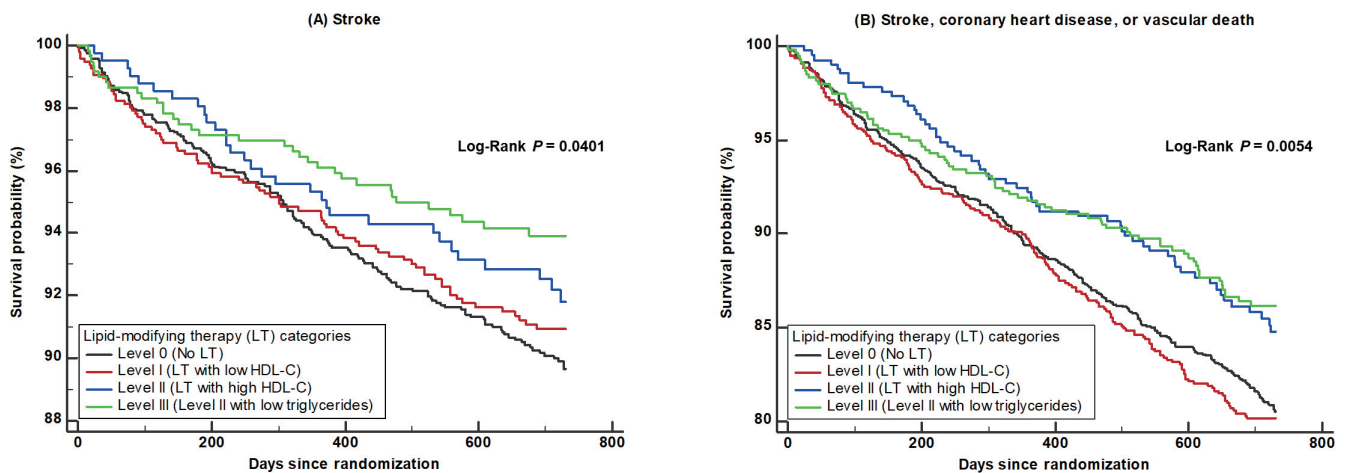 (A) Stroke
Survival probability (%)
100
98
96
94
92
90
88
Log-Rank P = 0.0401
Lipid-modifying therapy (LT) categories
Level 0 (No LT)
Level I (LT with low HDL-C)
Level II (LT with high HDL-C)
Level III (Level II with low triglycerides)
0 200 400 600 800
Days since randomization
(B) Stroke, coronary heart disease, or vascular death
Survival probability (%)
100
95
90
85
80
Log-Rank P = 0.0054
Lipid-modifying therapy (LT) categories
Level 0 (No LT)
Level I (LT with low HDL-C)
Level II (LT with high HDL-C)
Level III (Level II with low triglycerides)
0 200 400 600 800
Days since randomization